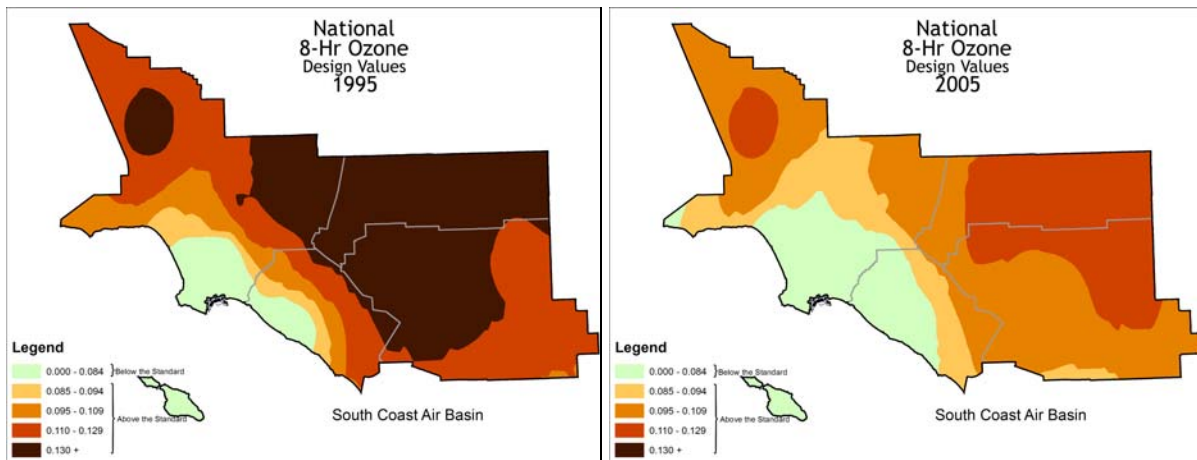 National
8-Hr Ozone
Design Values
1995
Legend
0.000 - 0.084 Below the Standard
0.085 - 0.094
0.095 - 0.109
Above the Standard
0.110 - 0.129
0.130 +
South Coast Air Basin
National
8-Hr Ozone
Design Values
2005
Legend
0.000 - 0.084 Below the Standard
0.085 - 0.094
0.095 - 0.109
Above the Standard
0.110 - 0.129
0.130 +
South Coast Air Basin